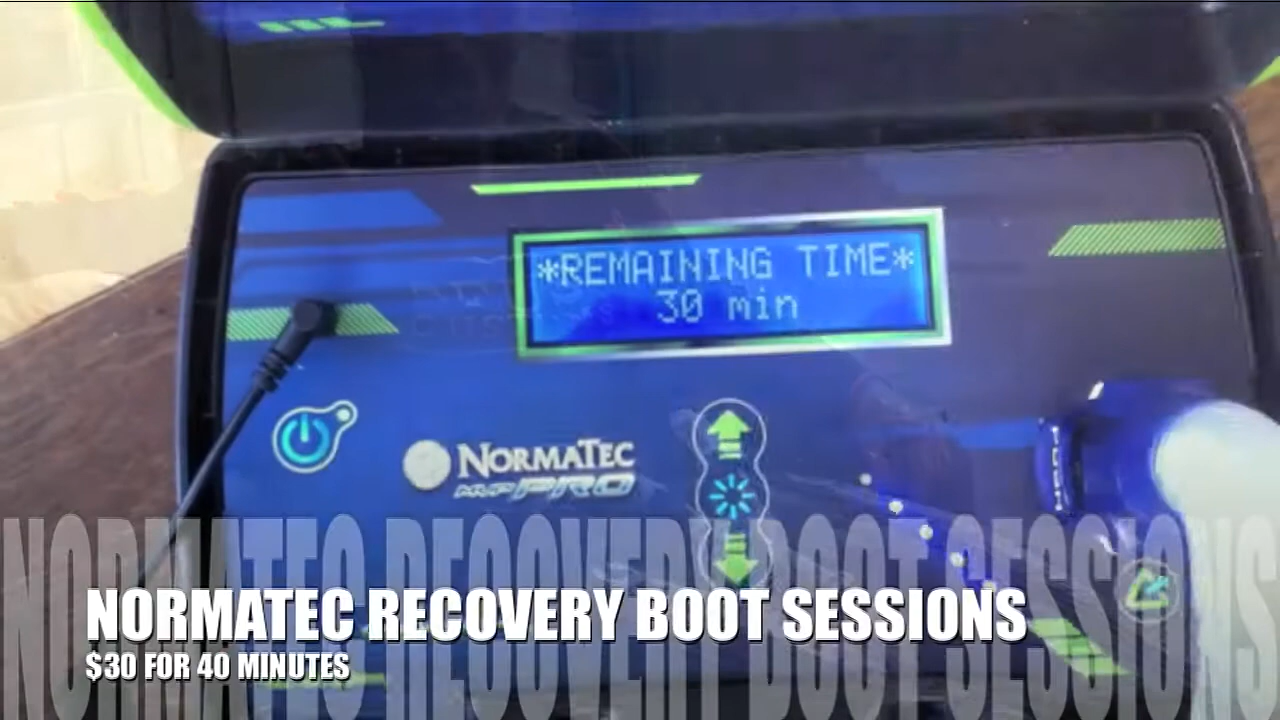 *REMAINING TIME*
30 min
NORMATEC
PRO
NORMATEC RECOVERY BOOT SESSIONS
NORMATEC RECOVERY BOOT SESSIONS
$30 FOR 40 MINUTES